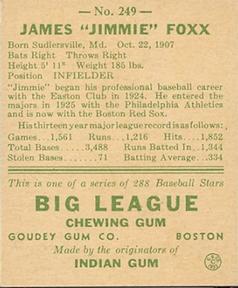 — No. 249 —
JAMES "JIMMIE" FOXX
Born Sudlersville, Md. Oct. 22, 1907
Bats Right Throws Right
Height 5' 11" Weight 185 lbs.
Position INFIELDER
"Jimmie" began his professional baseball career
with the Easton Club in 1924. He entered the
majors in 1925 with the Philadelphia Athletics
and is now with the Boston Red Sox.
His thirteen year major league record is as follows:
Games.....1,561 Runs.....1,216 Hits....1,852
Total Bases....3,488 Runs Batted In...1,344
Stolen Bases.....71 Batting Average...334
This is one of a series of 288 Baseball Stars
BIG LEAGUE
CHEWING GUM
GOUDEY GUM CO. BOSTON
Made by the originators of
INDIAN GUM